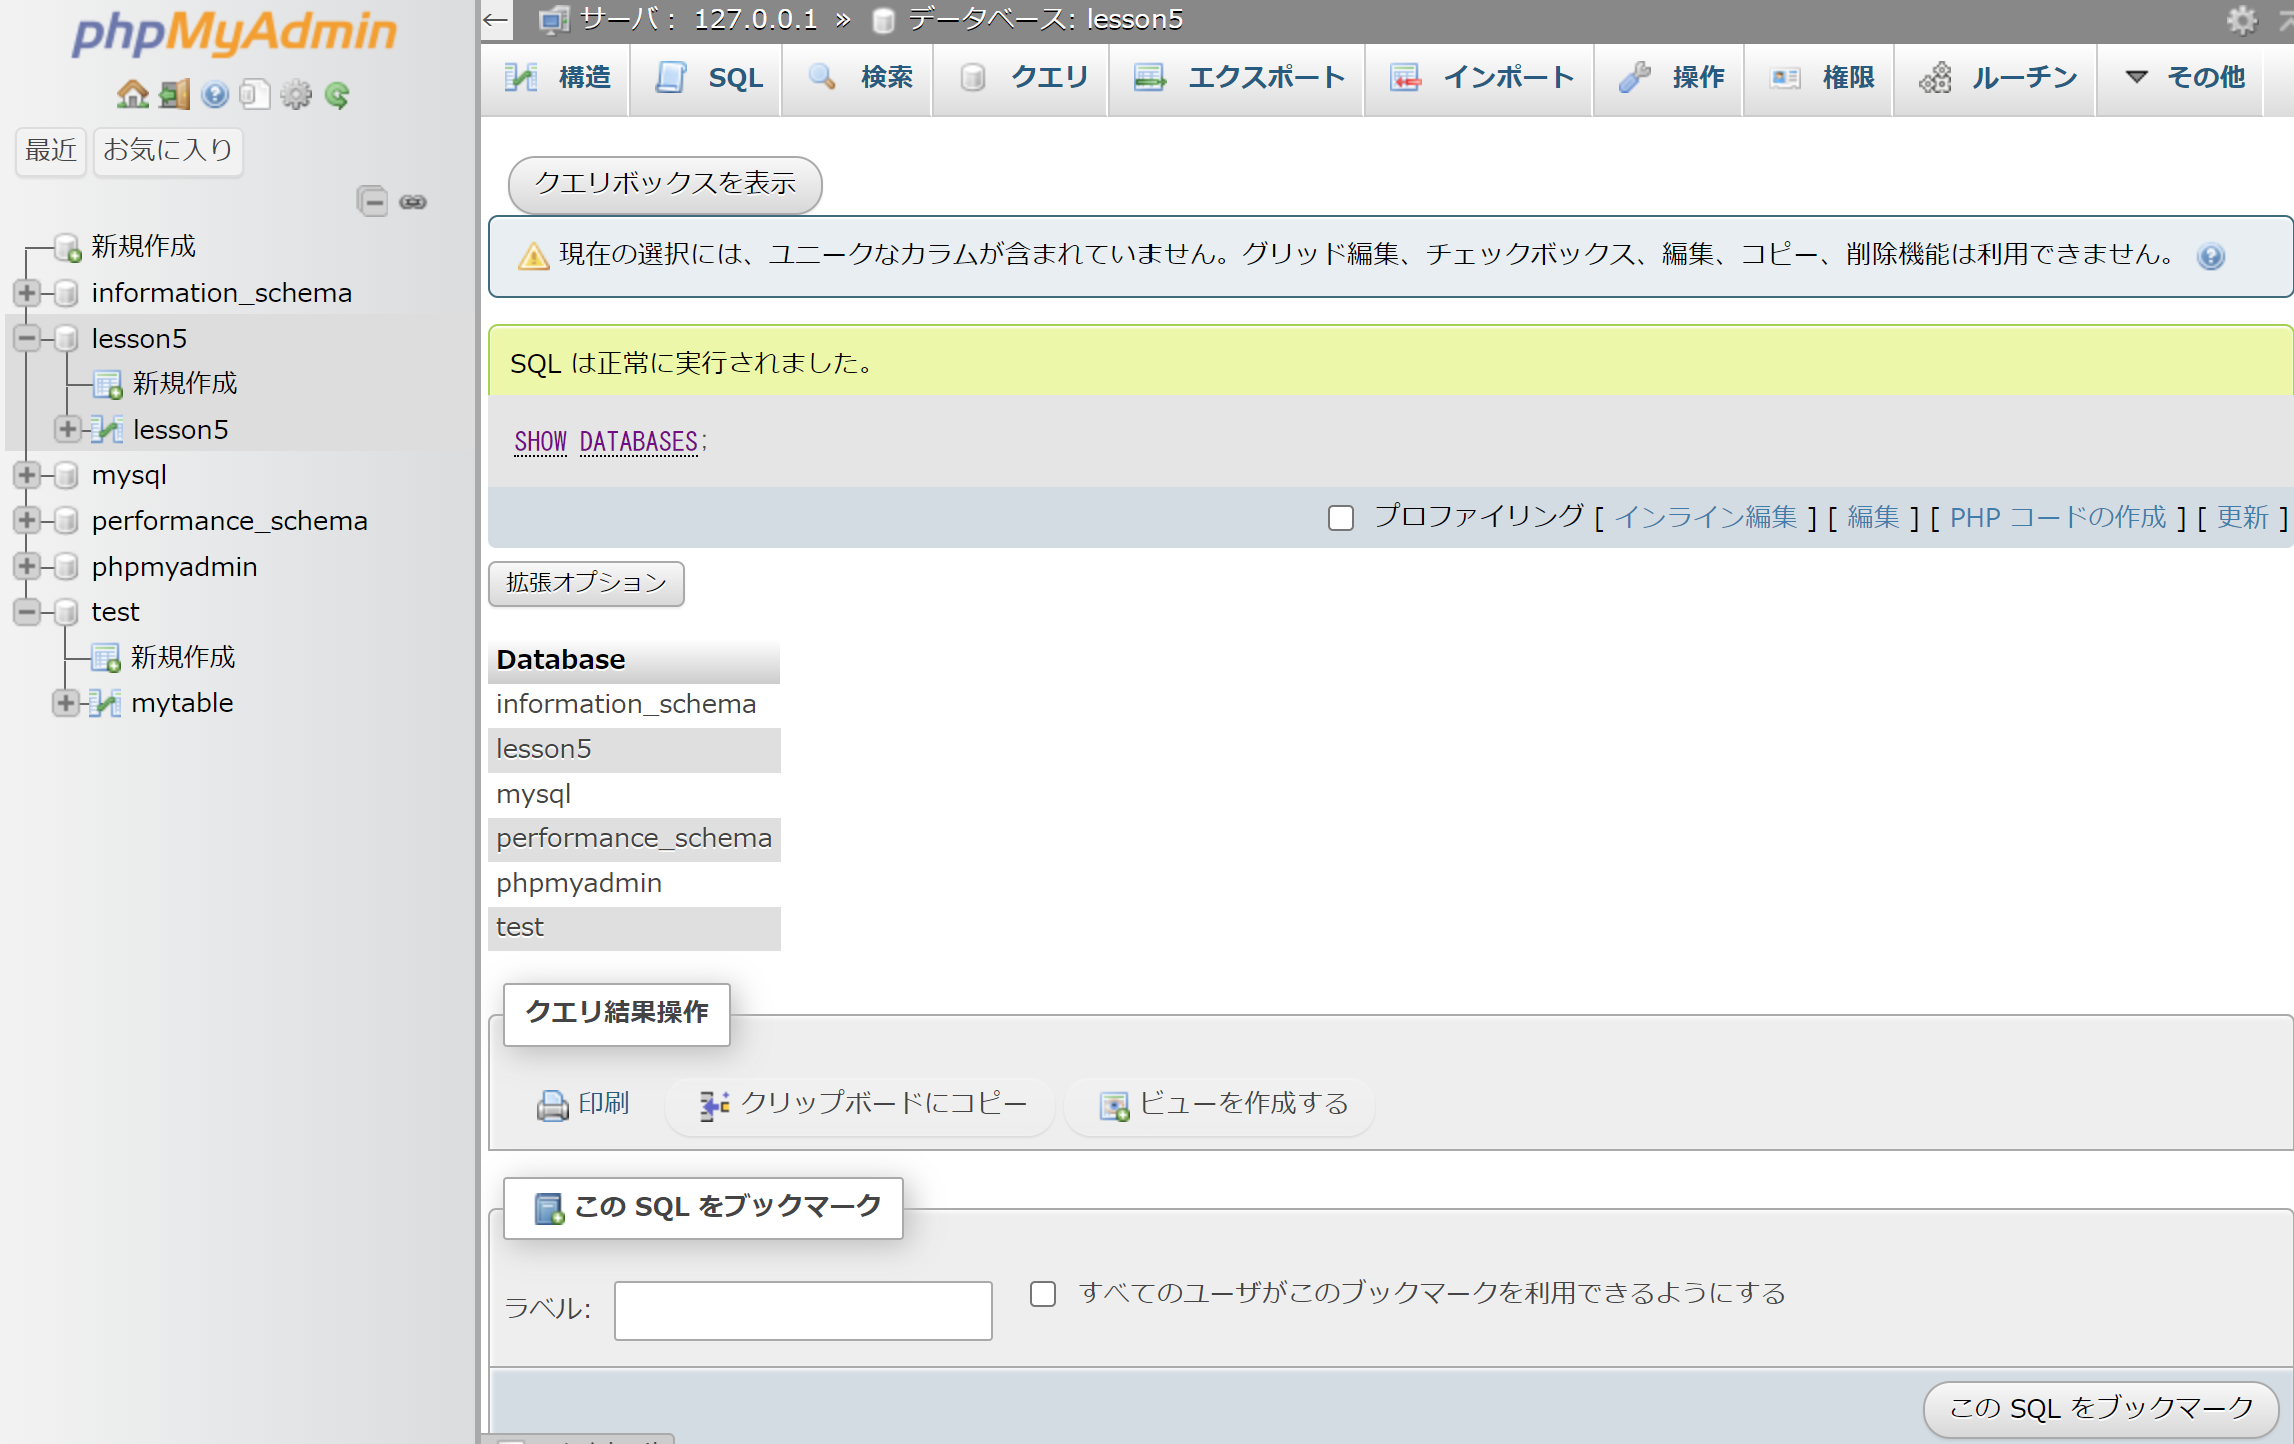 phpMyAdmin
最近 お気に入り
新規作成
information_schema
lesson5
新規作成
lesson5
mysql
performance_schema
phpmyadmin
test
新規作成
mytable
← サーバ： 127.0.0.1 » データベース: lesson5
構造 SQL 検索 クエリ エクスポート インポート 操作 権限 ルーチン その他
クエリボックスを表示
現在の選択には、ユニークなカラムが含まれていません。グリッド編集、チェックボックス、編集、コピー、削除機能は利用できません。
SQL は正常に実行されました。
SHOW DATABASES;
プロファイリング [ インライン編集 ] [ 編集 ] [ PHP コードの作成 ] [ 更新 ]
拡張オプション
Database
information_schema
lesson5
mysql
performance_schema
phpmyadmin
test
クエリ結果操作
印刷 クリップボードにコピー ビューを作成する
この SQL をブックマーク
ラベル: すべてのユーザがこのブックマークを利用できるようにする
この SQL をブックマーク